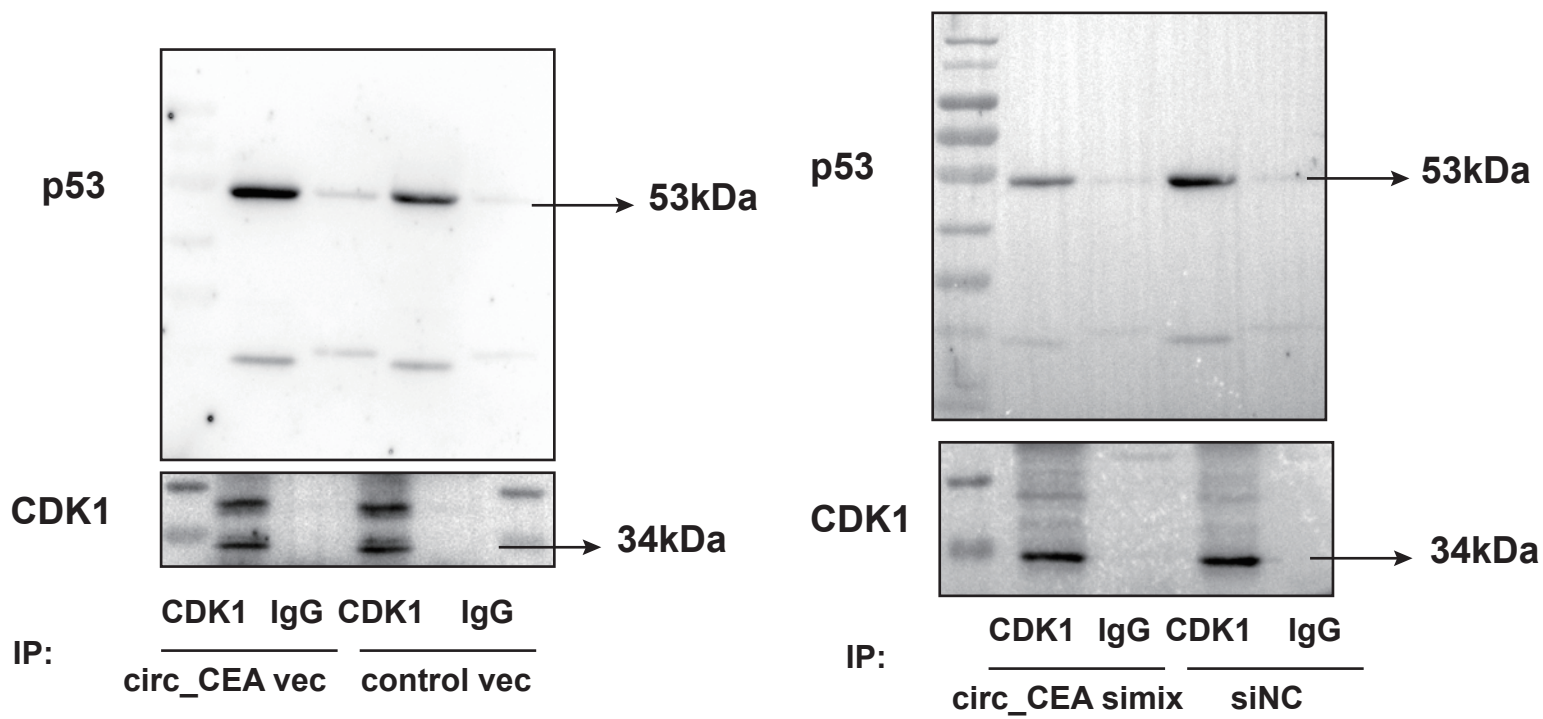 p53
53kDa
CDK1
34kDa
CDK1 IgG CDK1 IgG
IP:
circ_CEA vec control vec
p53
53kDa
CDK1
34kDa
CDK1 IgG CDK1 IgG
IP:
circ_CEA simix siNC